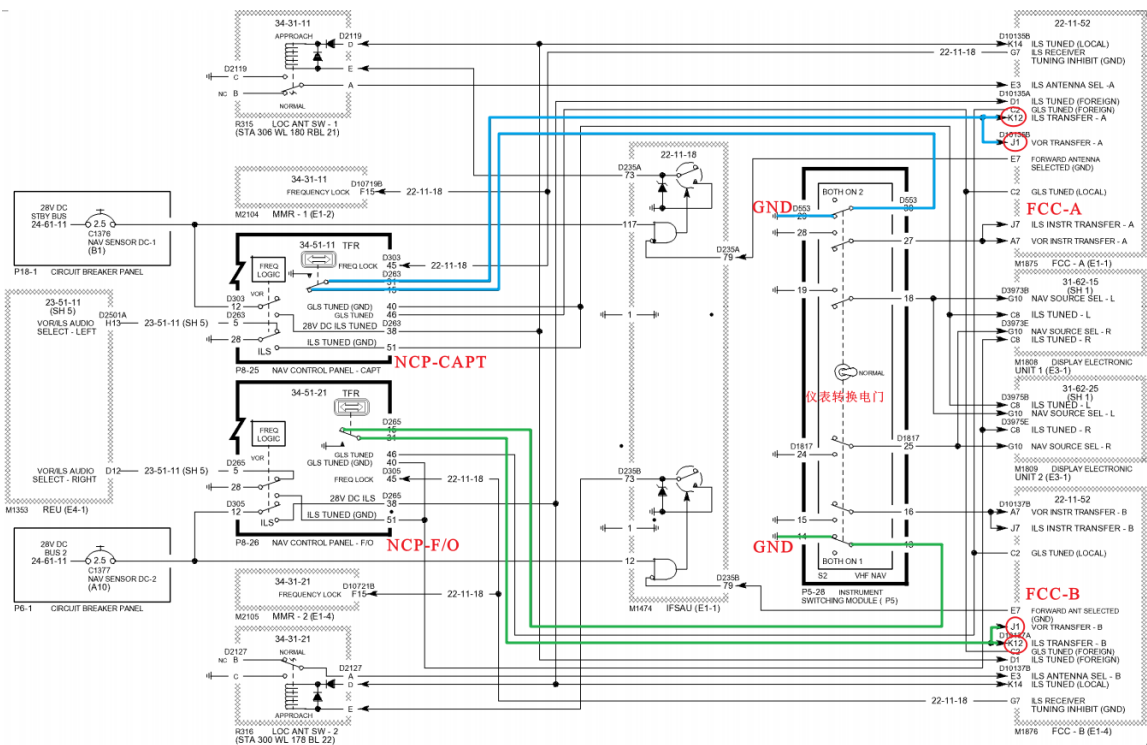 34-31-11
APPROACH
D2119
D
E
D2119
C
B
NC
A
NORMAL
R315
LOC ANT SW - 1
(STA 306 WL 180 RBL 21)
34-31-11
D10719B
FREQUENCY LOCK
F15
22-11-18
M2104
MMR - 1 (E1-2)
28V DC
STBY BUS
24-61-11
2.5
C1376
NAV SENSOR DC-1
(B1)
P18-1
CIRCUIT BREAKER PANEL
34-51-11
TFR
FREQ
LOGIC
D303
FREQ LOCK
45
22-11-18
D263
31
15
VOR
D303
12
D263
5
28
ILS
GLS TUNED (GND)
40
GLS TUNED
46
28V DC ILS TUNED
D263
38
ILS TUNED (GND)
51
P8-25
NAV CONTROL PANEL - CAPT
NCP-CAPT
23-51-11
(SH 5)
VOR/ILS AUDIO
SELECT - LEFT
D2501A
H13
23-51-11 (SH 5)
VOR/ILS AUDIO
SELECT - RIGHT
D12
23-51-11 (SH 5)
M1353
REU (E4-1)
34-51-21
TFR
FREQ
LOGIC
D265
15
31
VOR
D265
5
28
D305
12
ILS
GLS TUNED
46
GLS TUNED (GND)
40
D305
FREQ LOCK
45
22-11-18
28V DC ILS
D265
38
ILS TUNED (GND)
51
P8-26
NAV CONTROL PANEL - F/O
NCP-F/O
28V DC
BUS 2
24-61-11
2.5
C1377
NAV SENSOR DC-2
(A10)
P6-1
CIRCUIT BREAKER PANEL
34-31-21
D10721B
FREQUENCY LOCK
F15
22-11-18
M2105
MMR - 2 (E1-4)
34-31-21
D2127
NC
B
C
NORMAL
D2127
A
D
E
APPROACH
R316
LOC ANT SW - 2
(STA 300 WL 178 BL 22)
22-11-18
D235A
73
117
D235A
79
1
1
D235B
73
1
1
12
D235B
79
M1474
IFSAU (E1-1)
BOTH ON 2
GND
D553
29
D553
30
28
27
19
18
NORMAL
仪表转换电门
D1817
24
D1817
25
16
15
GND
14
13
BOTH ON 1
S2
VHF NAV
P5-28
INSTRUMENT
SWITCHING MODULE ( P5)
22-11-52
D10135B
K14
ILS TUNED (LOCAL)
22-11-18
G7
ILS RECEIVER
TUNING INHIBIT (GND)
E3
ILS ANTENNA SEL -A
D10135A
D1
ILS TUNED (FOREIGN)
C2
GLS TUNED (FOREIGN)
K12
ILS TRANSFER - A
D10135B
J1
VOR TRANSFER - A
E7
FORWARD ANTENNA
SELECTED (GND)
C2
GLS TUNED (LOCAL)
FCC-A
J7
ILS INSTR TRANSFER - A
A7
VOR INSTR TRANSFER - A
M1875
FCC - A (E1-1)
31-62-15
(SH 1)
D3973B
G10
NAV SOURCE SEL - L
C8
ILS TUNED - L
D3973E
G10
NAV SOURCE SEL - R
C8
ILS TUNED - R
M1808
DISPLAY ELECTRONIC
UNIT 1 (E3-1)
31-62-25
(SH 1)
D3975B
C8
ILS TUNED - L
G10
NAV SOURCE SEL - L
D3975E
C8
ILS TUNED - R
G10
NAV SOURCE SEL - R
M1809
DISPLAY ELECTRONIC
UNIT 2 (E3-1)
22-11-52
D10137B
A7
VOR INSTR TRANSFER - B
J7
ILS INSTR TRANSFER - B
C2
GLS TUNED (LOCAL)
FCC-B
E7
FORWARD ANT SELECTED
(GND)
J1
VOR TRANSFER - B
D10137A
K12
ILS TRANSFER - B
C2
GLS TUNED (FOREIGN)
D1
ILS TUNED (FOREIGN)
D10137B
E3
ILS ANTENNA SEL - B
K14
ILS TUNED (LOCAL)
22-11-18
G7
ILS RECEIVER
TUNING INHIBIT (GND)
M1876
FCC - B (E1-4)